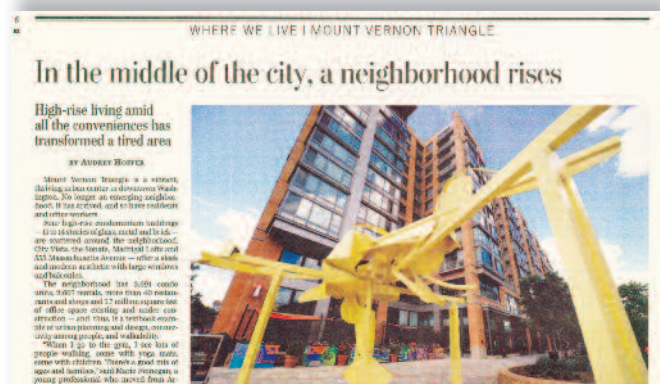 WHERE WE LIVE | MOUNT VERNON TRIANGLE
In the middle of the city, a neighborhood rises
High-rise living amid
all the conveniences has
transformed a tired area
BY AUDREY HOFFER
Mount Vernon Triangle is a vibrant,
thriving urban center in downtown Wash-
ington. No longer an emerging neighbor-
hood, it has arrived, and so have residents
and office workers.
Four high-rise condominium buildings
— 11 to 14 stories of glass, metal and brick —
are scattered around the neighborhood.
City Vista, the Sonata, Madrigal Lofts and
555 Massachusetts Avenue — offer a sleek
and modern aesthetic with large windows
and balconies.
The neighborhood has condo
units, rentals, more than 40 restau-
rants and shops and million square feet
of office space existing and under con-
struction — and thus, is a textbook exam-
ple of urban planning and design, connec-
tivity among people, and walkability.
"When I go to the gym, I see lots of
people walking, some with yoga mats,
some with children. There's a good mix of
ages and families," said Marie Finnegan, a
young professional who moved from Ar-